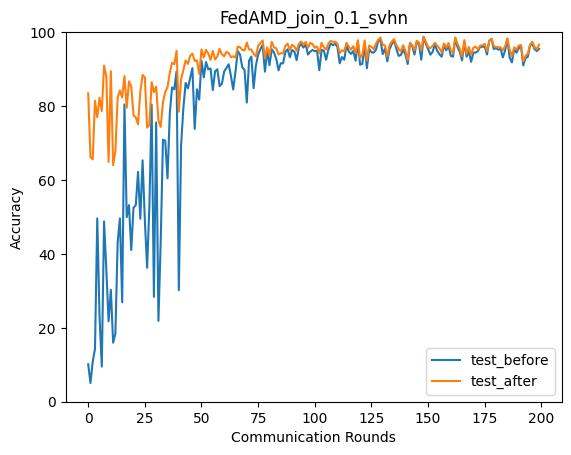 FedAMD_join_0.1_svhn
100
80
60
40
20
0
Accuracy
0 25 50 75 100 125 150 175 200
Communication Rounds
test_before
test_after